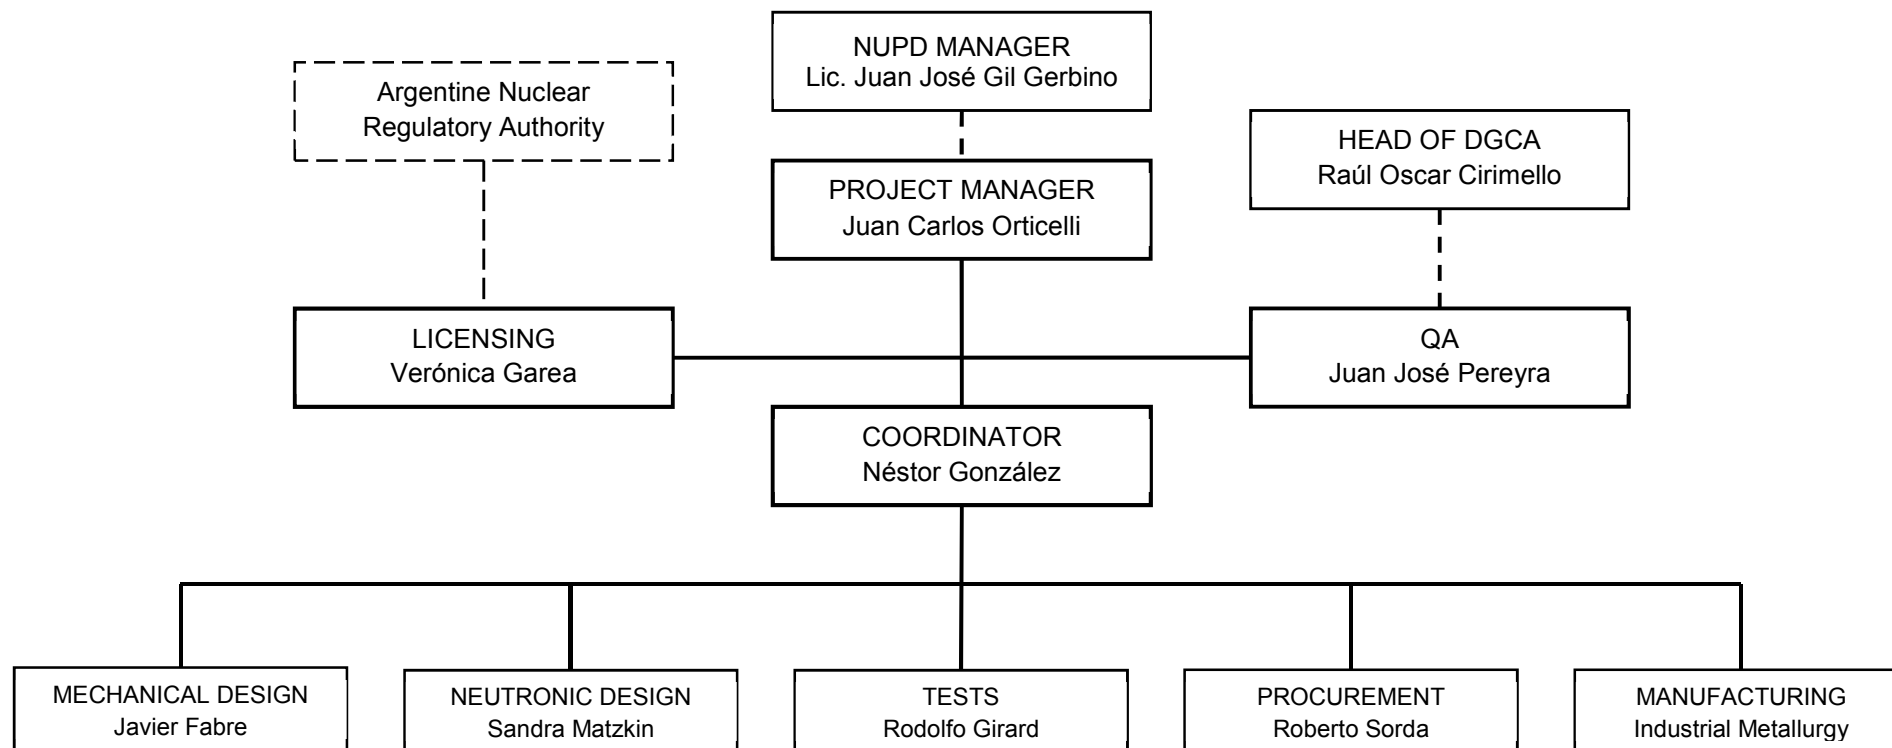 NUPD MANAGER
Lic. Juan José Gil Gerbino
Argentine Nuclear
Regulatory Authority
HEAD OF DGCA
Raúl Oscar Cirimello
PROJECT MANAGER
Juan Carlos Orticelli
LICENSING
Verónica Garea
QA
Juan José Pereyra
COORDINATOR
Néstor González
MECHANICAL DESIGN
Javier Fabre
NEUTRONIC DESIGN
Sandra Matzkin
TESTS
Rodolfo Girard
PROCUREMENT
Roberto Sorda
MANUFACTURING
Industrial Metallurgy